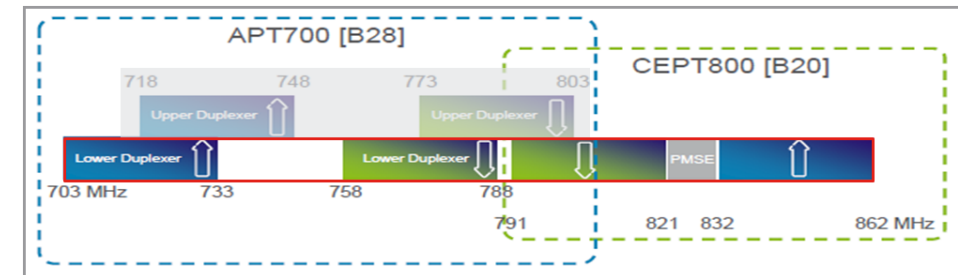 APT700 [B28]
CEPT800 [B20]
718 748 773 803
Upper Duplexer Upper Duplexer
Lower Duplexer Lower Duplexer PMSE
703 MHz 733 758 788
791 821 832 862 MHz